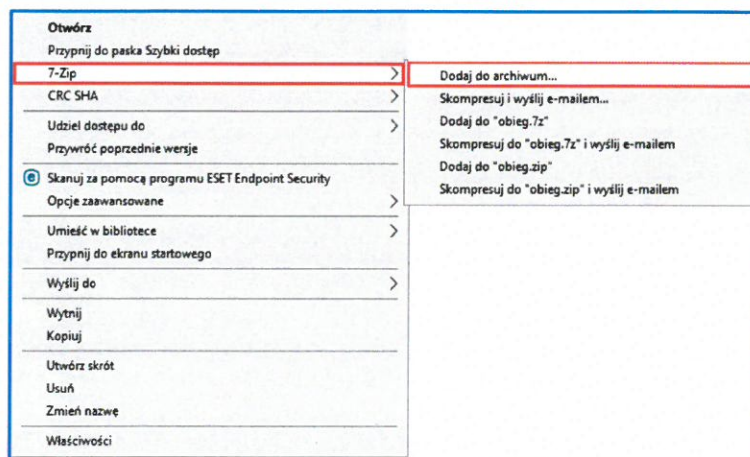 Otwórz
Przypnij do paska Szybki dostęp
7-Zip
CRC SHA
Udziel dostępu do
Przywróć poprzednie wersje
Skanuj za pomocą programu ESET Endpoint Security
Opcje zaawansowane
Umieść w bibliotece
Przypnij do ekranu startowego
Wyślij do
Wytnij
Kopiuj
Utwórz skrót
Usuń
Zmień nazwę
Właściwości
Dodaj do archiwum...
Skompresuj i wyślij e-mailem...
Dodaj do "obieg.7z"
Skompresuj do "obieg.7z" i wyślij e-mailem
Dodaj do "obieg.zip"
Skompresuj do "obieg.zip" i wyślij e-mailem